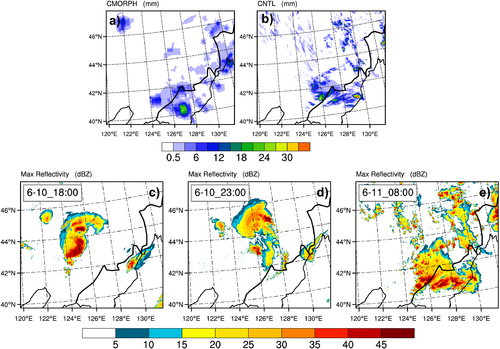 CMORPH (mm)
CNTL (mm)
a)
b)
46°N
44°N
42°N
40°N
46°N
44°N
42°N
40°N
120°E 122°E 124°E 126°E 128°E 130°E
120°E 122°E 124°E 126°E 128°E 130°E
0.5 6 12 18 24 30
Max Reflectivity (dBZ)
Max Reflectivity (dBZ)
Max Reflectivity (dBZ)
6-10_18:00
c)
6-10_23:00
d)
6-11_08:00
e)
46°N
44°N
42°N
40°N
46°N
44°N
42°N
40°N
46°N
44°N
42°N
40°N
120°E 122°E 124°E 126°E 128°E 130°E
120°E 122°E 124°E 126°E 128°E 130°E
120°E 122°E 124°E 126°E 128°E 130°E
5 10 15 20 25 30 35 40 45